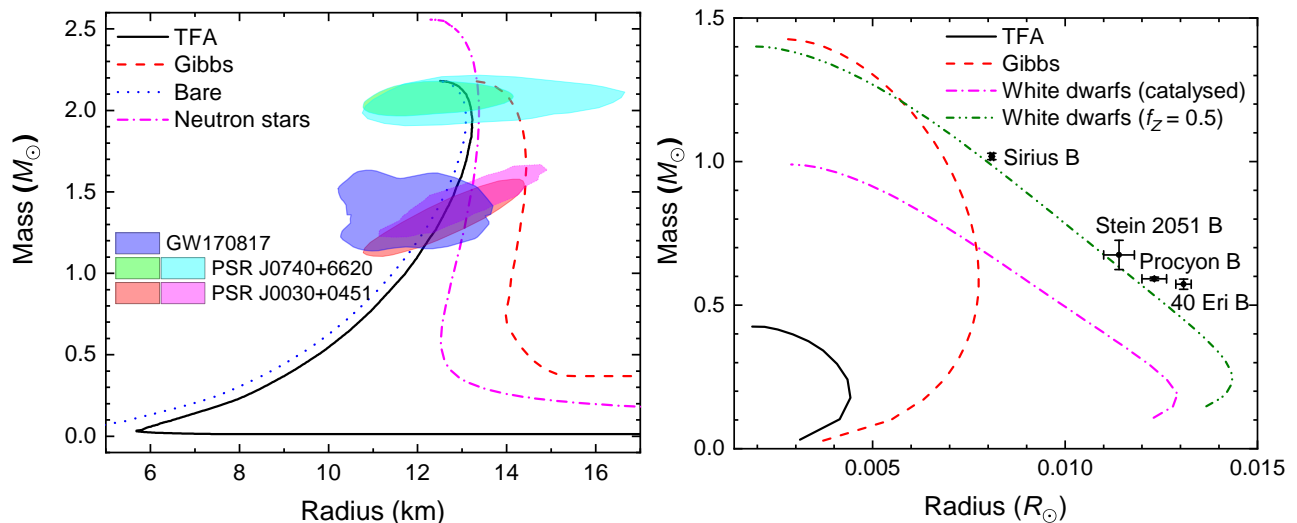 2.5
2.0
1.5
1.0
0.5
0.0
Mass (M⊙)
TFA
Gibbs
Bare
Neutron stars
GW170817
PSR J0740+6620
PSR J0030+0451
6 8 10 12 14 16
Radius (km)
1.5
1.0
0.5
0.0
Mass (M⊙)
TFA
Gibbs
White dwarfs (catalysed)
White dwarfs (fZ = 0.5)
Sirius B
Stein 2051 B
Procyon B
40 Eri B
0.005 0.010 0.015
Radius (R⊙)